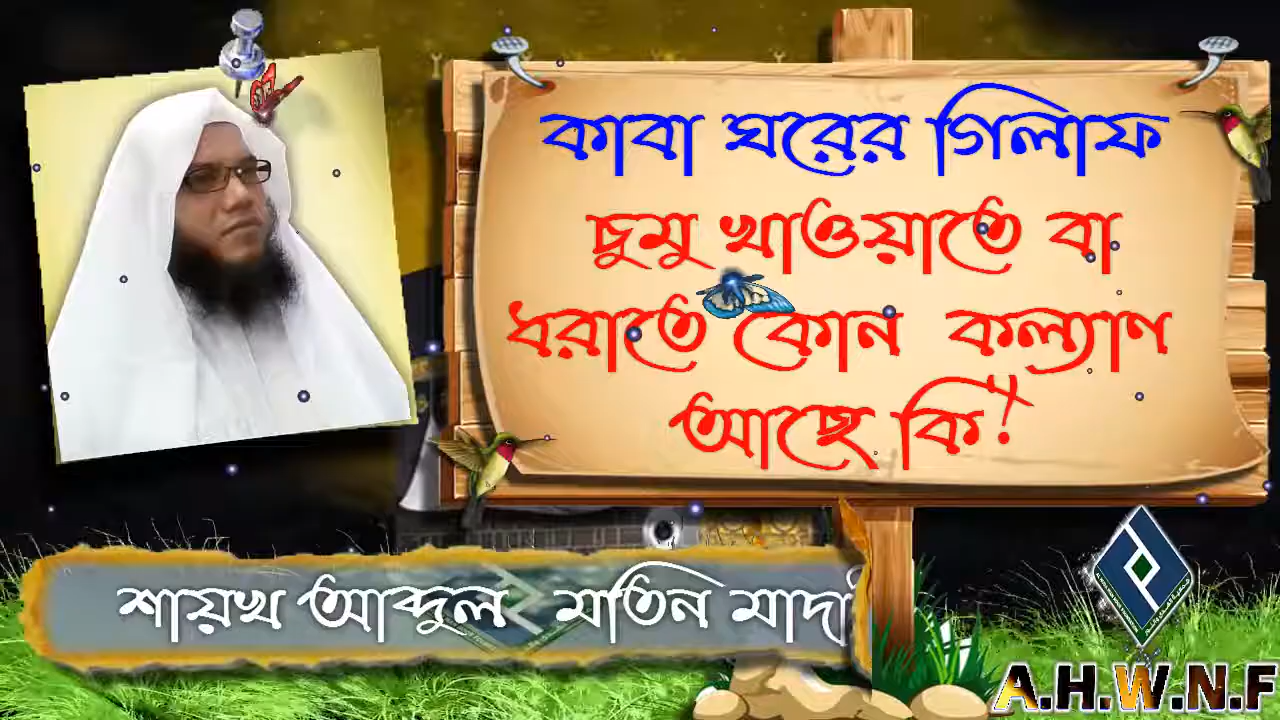 কাবা ঘরের গিলাফ
চুমু খাওয়াতে বা
ধরাতে কোন কল্যাণ
আছে কি?
শায়খ আব্দুল মতিন মাদা
A.H.W.N.F